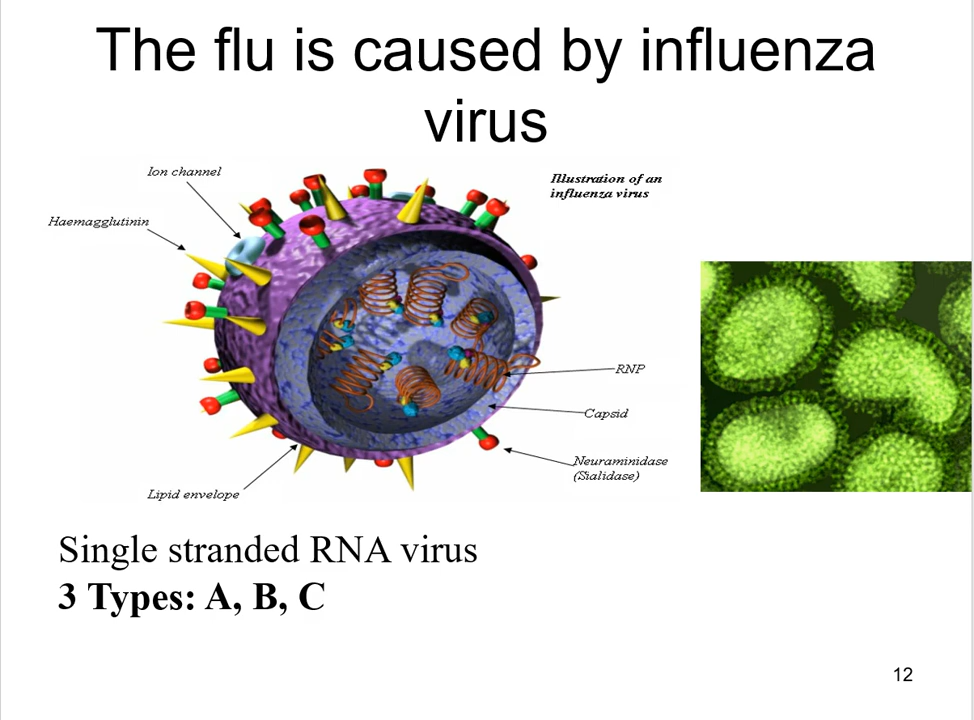 The flu is caused by influenza
virus
Ion channel
Haemagglutinin
Illustration of an
influenza virus
RNP
Capsid
Neuraminidase
(Sialidase)
Lipid envelope
Single stranded RNA virus
3 Types: A, B, C
12